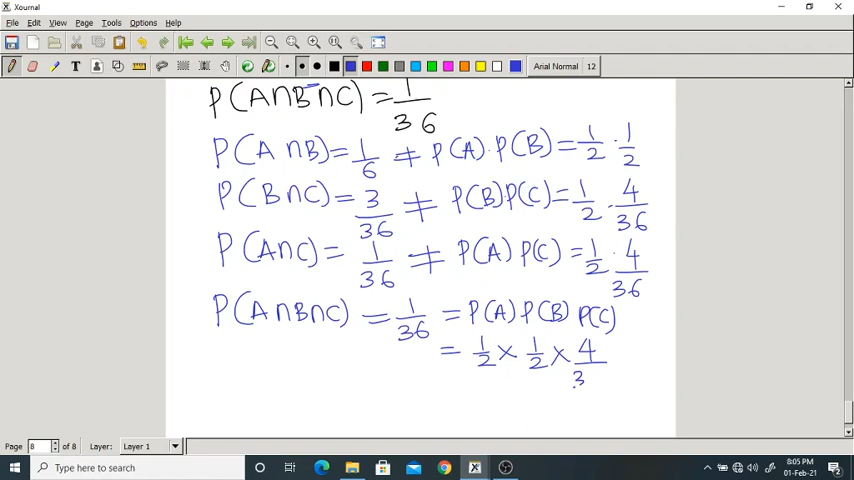 Xournal
File Edit View Page Tools Options Help
Arial Normal 12
P(A∩B∩C) = 1/36
P(A∩B) = 1/6 ≠ P(A)·P(B) = 1/2 · 1/2
P(B∩C) = 3/36 ≠ P(B)P(C) = 1/2 · 4/36
P(A∩C) = 1/36 ≠ P(A) P(C) = 1/2 · 4/36
P(A∩B∩C) = 1/36 = P(A) P(B) P(C)
= 1/2 × 1/2 × 4/3
Page 8 of 8 Layer: Layer 1
Type here to search
8:05 PM
01-Feb-21